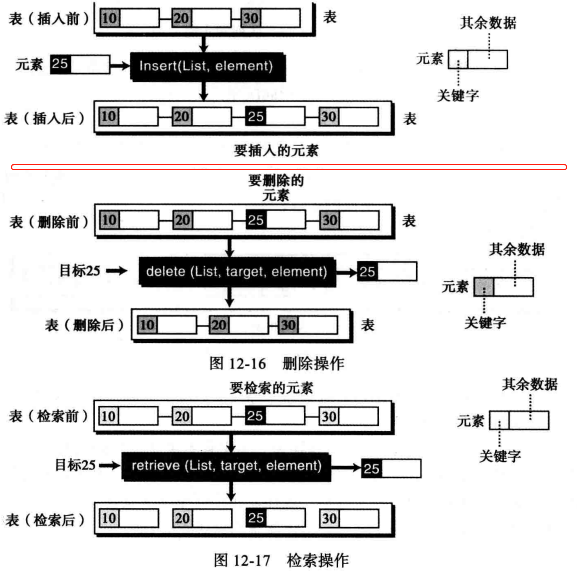 表（插入前） 10 20 30 表
其余数据
元素 25 Insert(List, element)
元素
关键字
表（插入后） 10 20 25 30 表
要插入的元素
要删除的
元素
表（删除前） 10 20 25 30 表
其余数据
目标25 delete (List, target, element) 25
元素
关键字
表（删除后） 10 20 30 表
图 12-16 删除操作
要检索的元素
其余数据
表（检索前） 10 20 25 30
元素
关键字
目标25 retrieve (List, target, element) 25
表（检索后） 10 20 25 30
图 12-17 检索操作